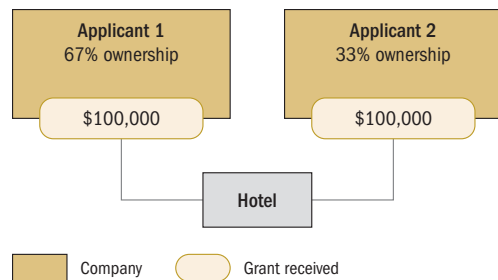 Applicant 1
67% ownership
Applicant 2
33% ownership
$100,000
$100,000
Hotel
Company
Grant received